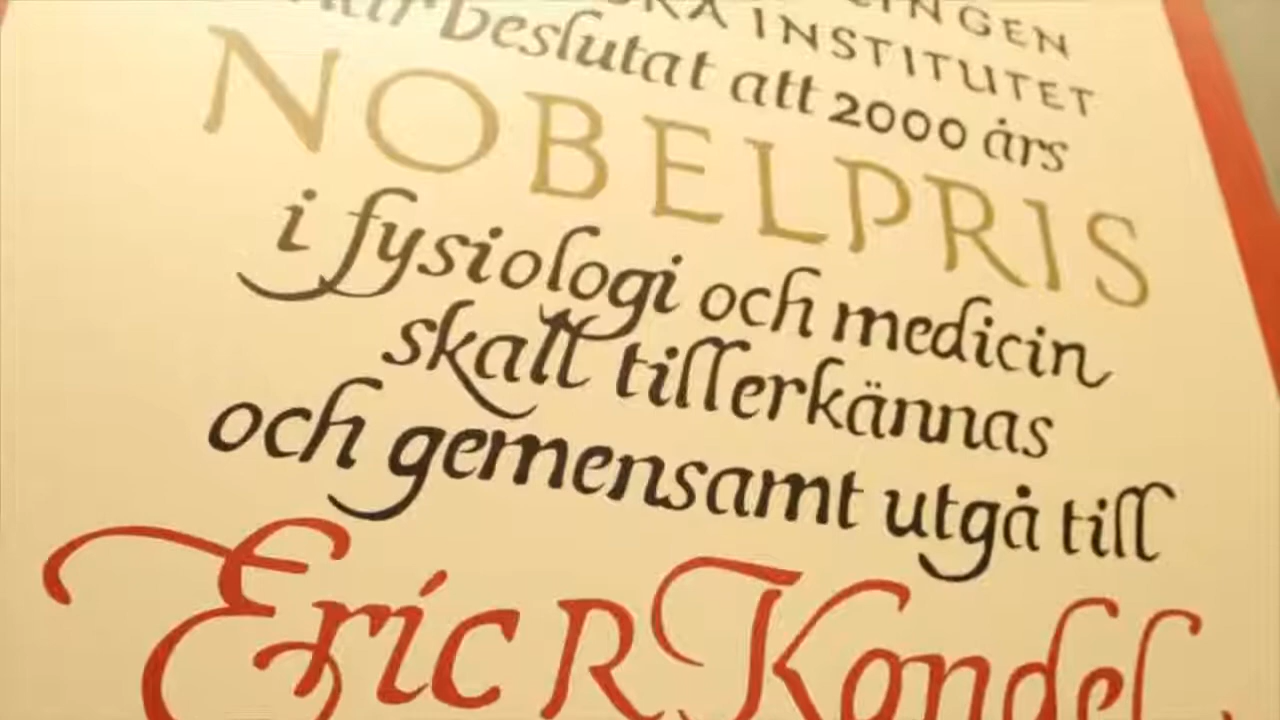 INSTITUTET
beslutat att 2000 års
NOBELPRIS
i fysiologi och medicin
skall tillerkännas
och gemensamt utgå till
Eric R Kandel